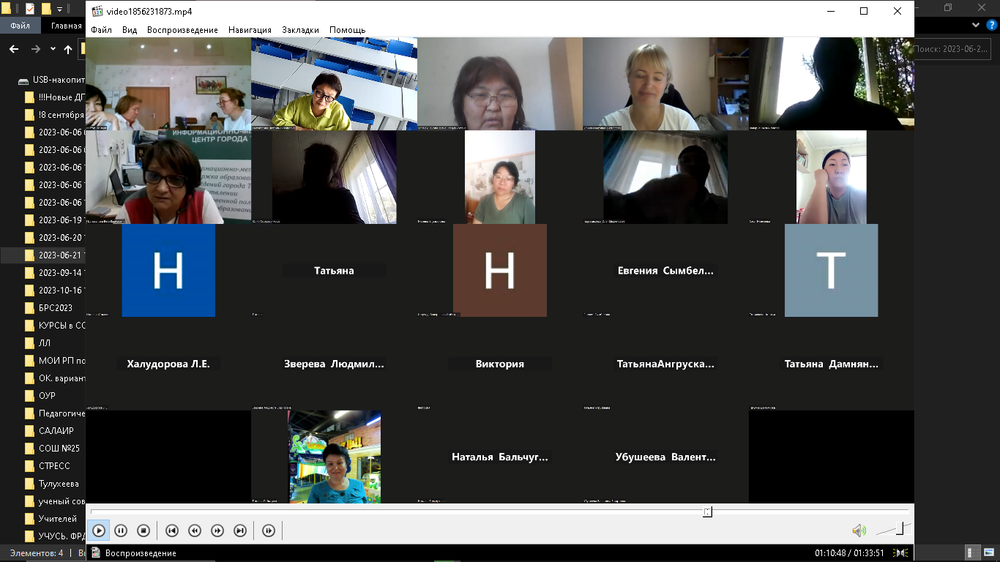 video1856231873.mp4
Файл
Главная
Файл Вид Воспроизведение Навигация Закладки Помощь
Поиск: 2023-06-2...
USB-накопит
!!!Новые ДП
!8 сентября
2023-06-06
2023-06-06
2023-06-06
2023-06-06
2023-06-06
2023-06-19
2023-06-20
2023-06-21
2023-09-14
2023-10-16
БРС2023
КУРСЫ в СС
ЛЛ
МОИ РП по
ОК. вариант
ОУР
Педагогиче
САЛАИР
СОШ №25
СТРЕСС
Тулухеева
ученый сов
Учителей
УЧУСЬ. ФРД
ИНФОРМАЦИОННО-М
ЦЕНТР ГОРОДА
Н
Татьяна
Н
Евгения Сымбел...
Т
Халудорова Л.Е.
Зверева Людмил...
Виктория
ТатьянаАнгруска...
Татьяна Дамнян...
Наталья Бальчуг...
Убушеева Валент...
Элементов: 4
Воспроизведение
01:10:48 / 01:33:51